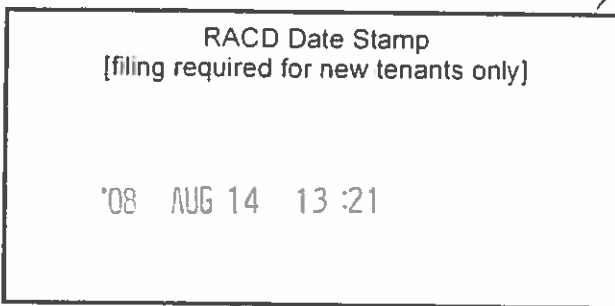 RACD Date Stamp
[filing required for new tenants only]
'08 AUG 14 13:21